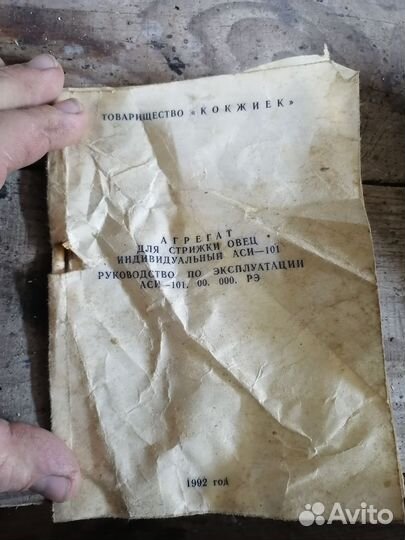 ТОВАРИЩЕСТВО «КОКЖИЕК»
АГРЕГАТ
ДЛЯ СТРИЖКИ ОВЕЦ
ИНДИВИДУАЛЬНЫЙ АСИ—101
РУКОВОДСТВО ПО ЭКСПЛУАТАЦИИ
АСИ—101. 00. 000. РЭ
1992 год
Avito